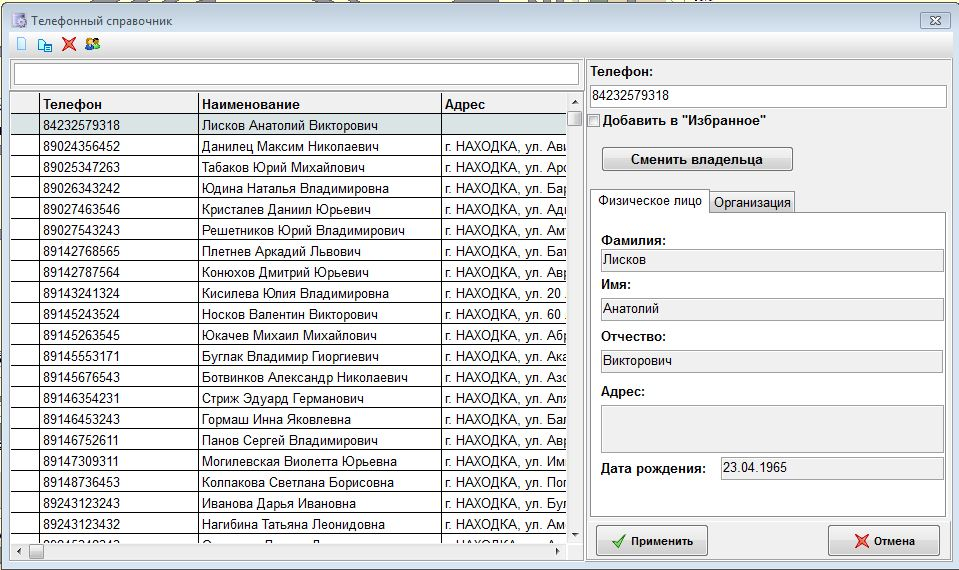 Телефонный справочник
Телефон Наименование Адрес
84232579318 Лисков Анатолий Викторович
89024356452 Данилец Максим Николаевич г. НАХОДКА, ул. Ави
89025347263 Табаков Юрий Михайлович г. НАХОДКА, ул. Аро
89026343242 Юдина Наталья Владимировна г. НАХОДКА, ул. Бар
89027463546 Кристалев Даниил Юрьевич г. НАХОДКА, ул. Адм
89027543243 Решетников Юрий Владимирович г. НАХОДКА, ул. Аму
89142768565 Плетнев Аркадий Львович г. НАХОДКА, ул. Бат
89142787564 Конюхов Дмитрий Юрьевич г. НАХОДКА, ул. Авр
89143241324 Кисилева Юлия Владимировна г. НАХОДКА, ул. 20
89145243524 Носков Валентин Викторович г. НАХОДКА, ул. 60
89145263545 Юкачев Михаил Михайлович г. НАХОДКА, ул. Абр
89145553171 Буглак Владимир Гиоргиевич г. НАХОДКА, ул. Ака
89145676543 Ботвинков Александр Николаевич г. НАХОДКА, ул. Азо
89146354231 Стриж Эдуард Германович г. НАХОДКА, ул. Аля
89146453243 Гормаш Инна Яковлевна г. НАХОДКА, ул. Бал
89146752611 Панов Сергей Владимирович г. НАХОДКА, ул. Авр
89147309311 Могилевская Виолетта Юрьевна г. НАХОДКА, ул. Им
89148736453 Колпакова Светлана Борисовна г. НАХОДКА, ул. Пог
89243123243 Иванова Дарья Ивановна г. НАХОДКА, ул. Бул
89243123432 Нагибина Татьяна Леонидовна г. НАХОДКА, ул. Ам
Телефон:
84232579318
Добавить в "Избранное"
Сменить владельца
Физическое лицо Организация
Фамилия:
Лисков
Имя:
Анатолий
Отчество:
Викторович
Адрес:
Дата рождения: 23.04.1965
Применить Отмена